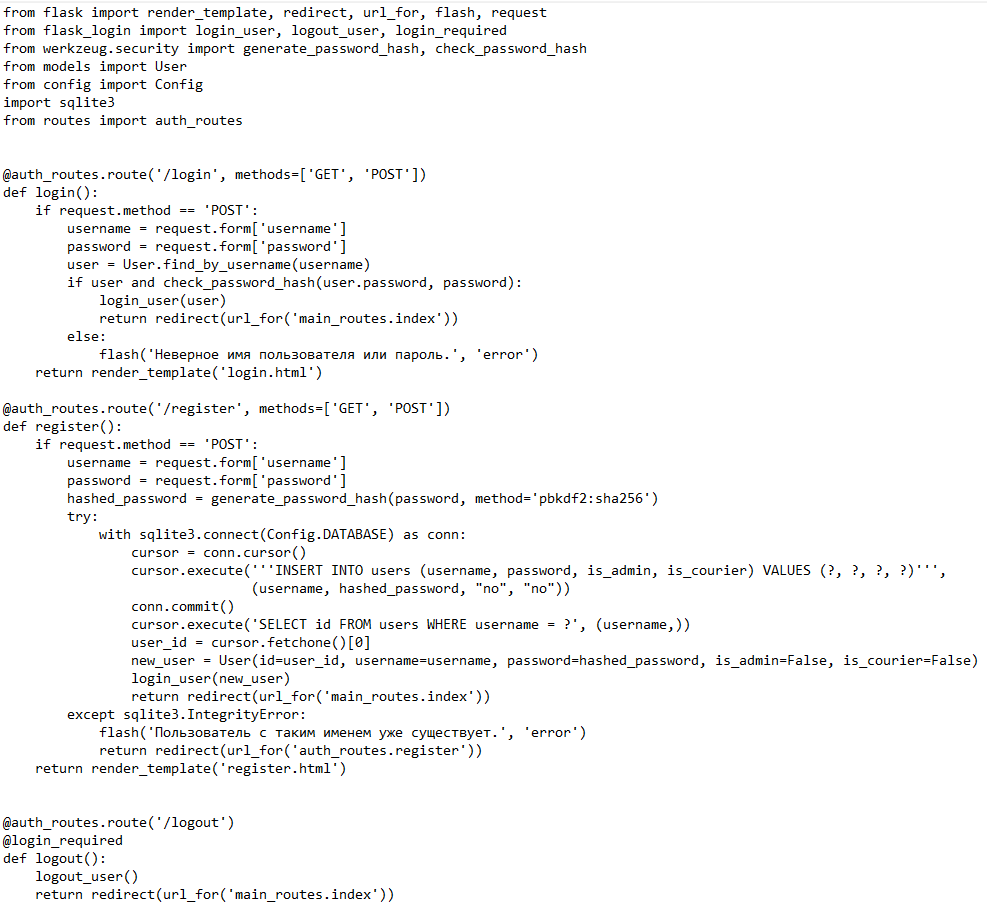 from flask import render_template, redirect, url_for, flash, request
from flask_login import login_user, logout_user, login_required
from werkzeug.security import generate_password_hash, check_password_hash
from models import User
from config import Config
import sqlite3
from routes import auth_routes


@auth_routes.route('/login', methods=['GET', 'POST'])
def login():
    if request.method == 'POST':
        username = request.form['username']
        password = request.form['password']
        user = User.find_by_username(username)
        if user and check_password_hash(user.password, password):
            login_user(user)
            return redirect(url_for('main_routes.index'))
        else:
            flash('Неверное имя пользователя или пароль.', 'error')
    return render_template('login.html')

@auth_routes.route('/register', methods=['GET', 'POST'])
def register():
    if request.method == 'POST':
        username = request.form['username']
        password = request.form['password']
        hashed_password = generate_password_hash(password, method='pbkdf2:sha256')
        try:
            with sqlite3.connect(Config.DATABASE) as conn:
                cursor = conn.cursor()
                cursor.execute('''INSERT INTO users (username, password, is_admin, is_courier) VALUES (?, ?, ?, ?)''',
                               (username, hashed_password, "no", "no"))
                conn.commit()
                cursor.execute('SELECT id FROM users WHERE username = ?', (username,))
                user_id = cursor.fetchone()[0]
                new_user = User(id=user_id, username=username, password=hashed_password, is_admin=False, is_courier=False)
                login_user(new_user)
                return redirect(url_for('main_routes.index'))
        except sqlite3.IntegrityError:
            flash('Пользователь с таким именем уже существует.', 'error')
            return redirect(url_for('auth_routes.register'))
    return render_template('register.html')


@auth_routes.route('/logout')
@login_required
def logout():
    logout_user()
    return redirect(url_for('main_routes.index'))